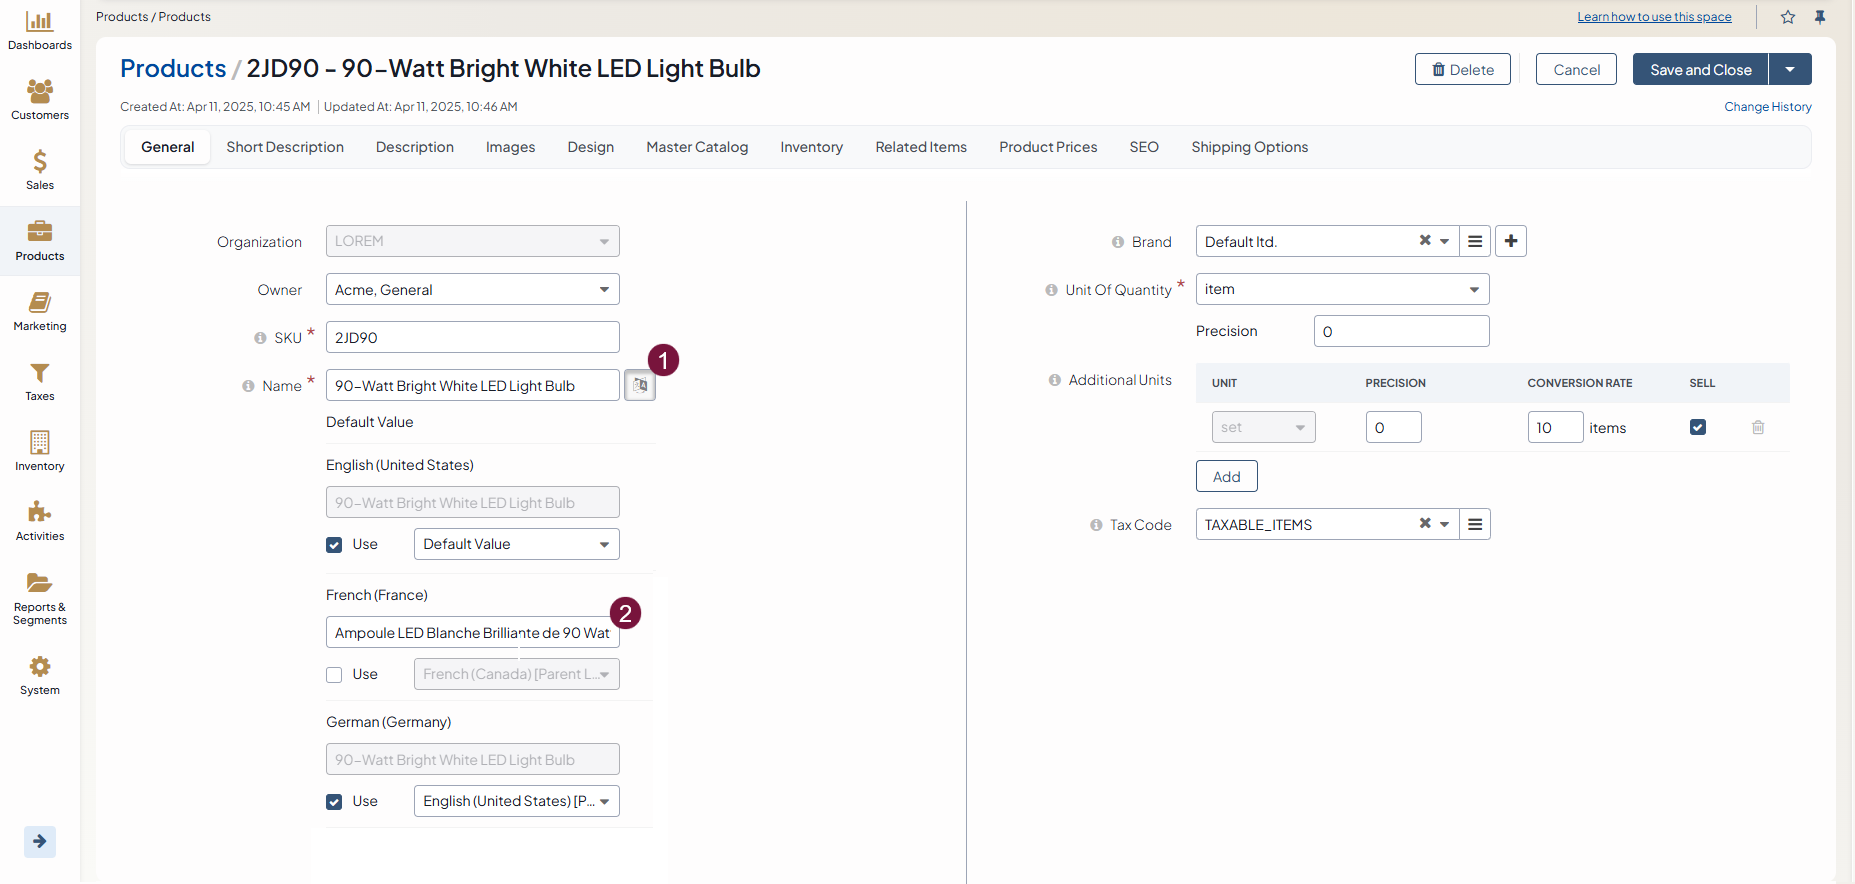 Dashboards
Customers
Sales
Products
Marketing
Taxes
Inventory
Activities
Reports &
Segments
System
Products / Products
Learn how to use this space
Products / 2JD90 - 90-Watt Bright White LED Light Bulb
Delete
Cancel
Save and Close
Created At: Apr 11, 2025, 10:45 AM | Updated At: Apr 11, 2025, 10:46 AM
Change History
General Short Description Description Images Design Master Catalog Inventory Related Items Product Prices SEO Shipping Options
Organization LOREM
Owner Acme, General
SKU * 2JD90
1
Name * 90-Watt Bright White LED Light Bulb
Default Value
English (United States)
90-Watt Bright White LED Light Bulb
Use Default Value
French (France)
2
Ampoule LED Blanche Brilliante de 90 Wat
Use French (Canada) [Parent L...
German (Germany)
90-Watt Bright White LED Light Bulb
Use English (United States) [P...
Brand Default ltd.
Unit Of Quantity * item
Precision 0
Additional Units UNIT PRECISION CONVERSION RATE SELL
set 0 10 items
Add
Tax Code TAXABLE_ITEMS